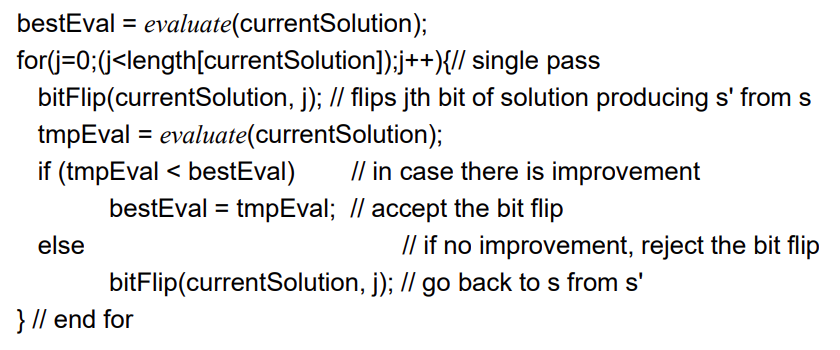 bestEval = evaluate(currentSolution);
for(j=0;(j<length[currentSolution]);j++){// single pass
bitFlip(currentSolution, j); // flips jth bit of solution producing s' from s
tmpEval = evaluate(currentSolution);
if (tmpEval < bestEval) // in case there is improvement
bestEval = tmpEval; // accept the bit flip
else // if no improvement, reject the bit flip
bitFlip(currentSolution, j); // go back to s from s'
} // end for